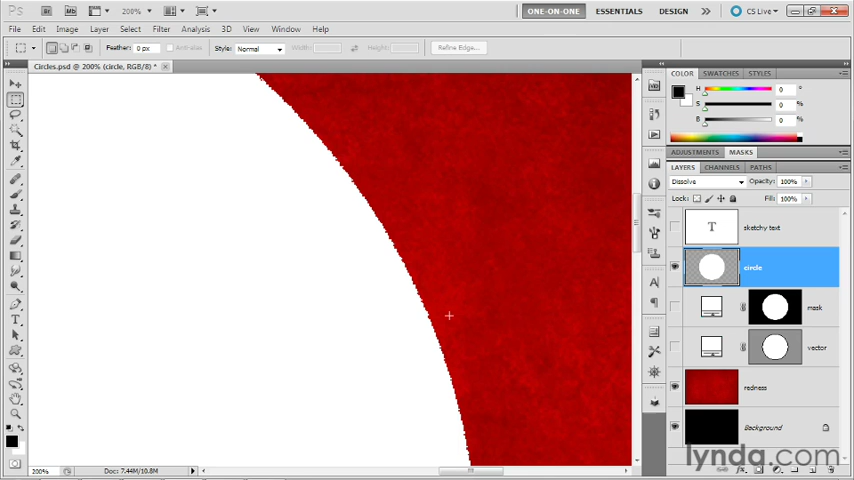 Ps Br Mb 200% ONE-ON-ONE ESSENTIALS DESIGN CS Live
File Edit Image Layer Select Filter Analysis 3D View Window Help
Feather: 0 px Anti-alias Style: Normal Width: Height: Refine Edge...
Circles.psd @ 200% (circle, RGB/8) *
COLOR SWATCHES STYLES
H 0 °
S 0 %
B 0 %
ADJUSTMENTS MASKS
LAYERS CHANNELS PATHS
Dissolve Opacity: 100%
Lock: Fill: 100%
T sketchy text
circle
mask
vector
redness
Background
lynda.com
200% Doc: 7.44M/10.8M